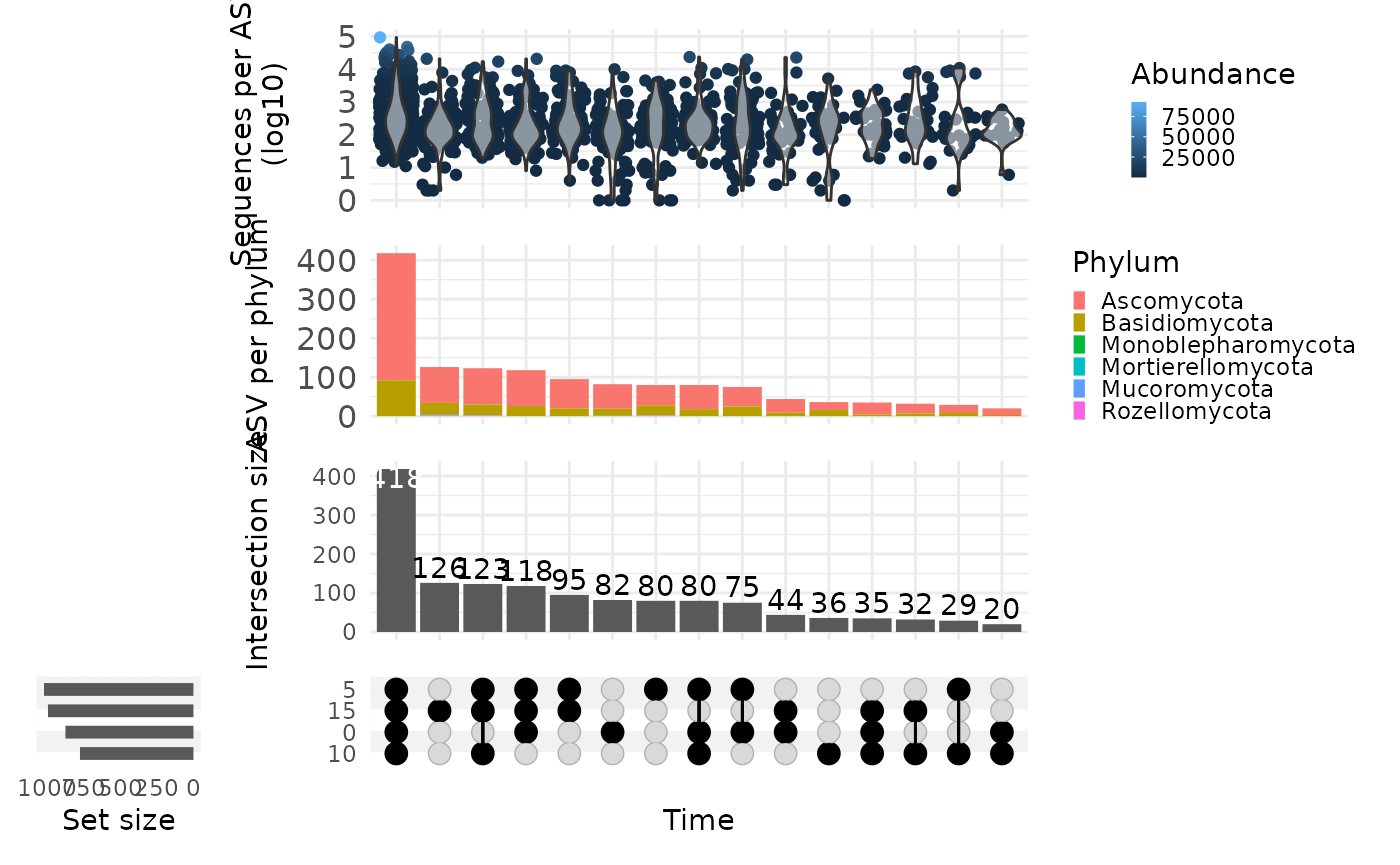 Sequences per AS
(log10)
5
4
3
2
1
0
Abundance
75000
50000
25000
ASV per phylum
400
300
200
100
0
Phylum
Ascomycota
Basidiomycota
Monoblepharomycota
Mortierellomycota
Mucoromycota
Rozellomycota
Intersection size
400
300
200
100
0
418 126 123 118 95 82 80 80 75 44 36 35 32 29 20
5
15
0
10
1000 750 500 250 0
Set size
Time